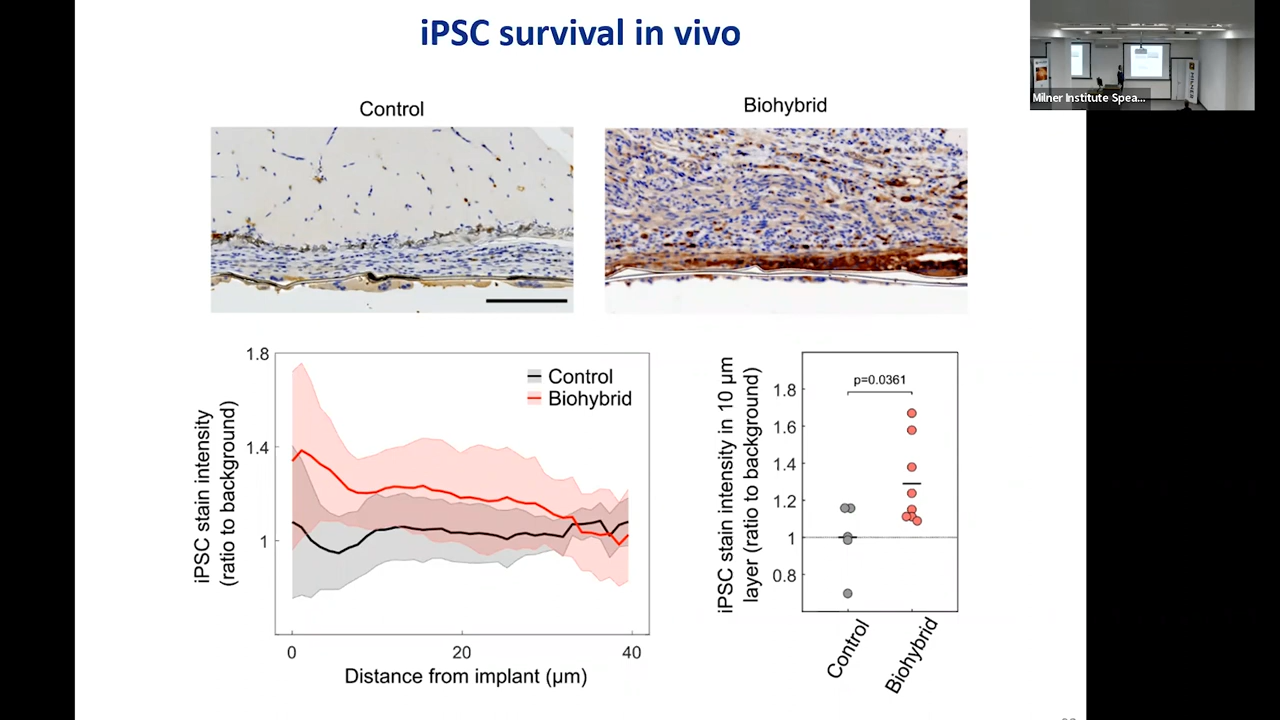 iPSC survival in vivo
Milner Institute Spea...
Control
Biohybrid
iPSC stain intensity
(ratio to background)
1.8
1.4
1
Control
Biohybrid
0
20
40
Distance from implant (μm)
iPSC stain intensity in 10 μm
layer (ratio to background)
1.8
1.6
1.4
1.2
1
0.8
p=0.0361
Control
Biohybrid